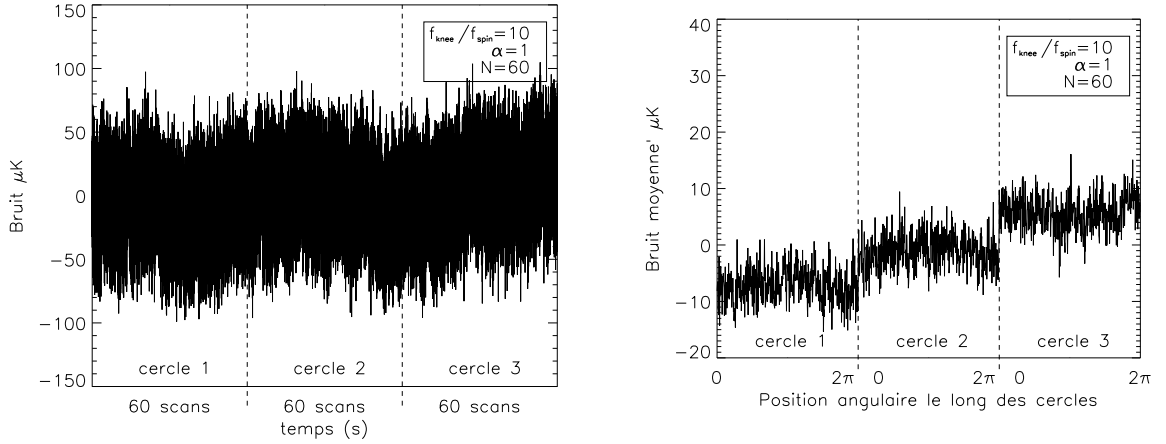 150
100
50
0
−50
−100
−150
Bruit μK
f_knee/f_spin=10
α=1
N=60
cercle 1
cercle 2
cercle 3
60 scans
60 scans
60 scans
temps (s)
40
30
20
10
0
−10
−20
Bruit moyenne' μK
f_knee/f_spin=10
α=1
N=60
cercle 1
cercle 2
cercle 3
0 2π 0 2π 0 2π
Position angulaire le long des cercles